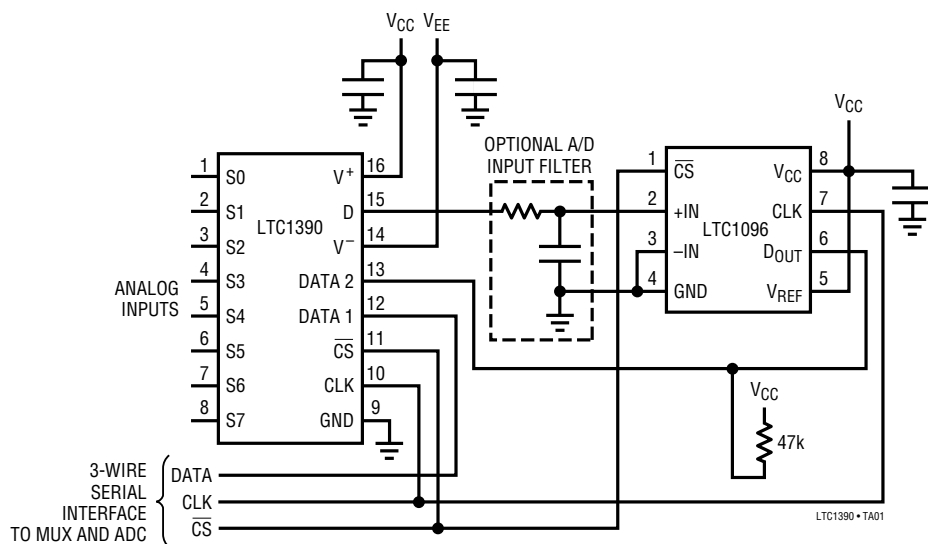 VCC VEE
OPTIONAL A/D
INPUT FILTER
VCC
1 S0
2 S1
3 S2
4 S3
5 S4
6 S5
7 S6
8 S7
ANALOG
INPUTS
LTC1390
V+ 16
D 15
V− 14
DATA 2 13
DATA 1 12
CS 11
CLK 10
GND 9
1 CS
2 +IN
3 –IN
4 GND
LTC1096
VCC 8
CLK 7
DOUT 6
VREF 5
VCC
47k
3-WIRE
SERIAL
INTERFACE
TO MUX AND ADC
DATA
CLK
CS
LTC1390 • TA01